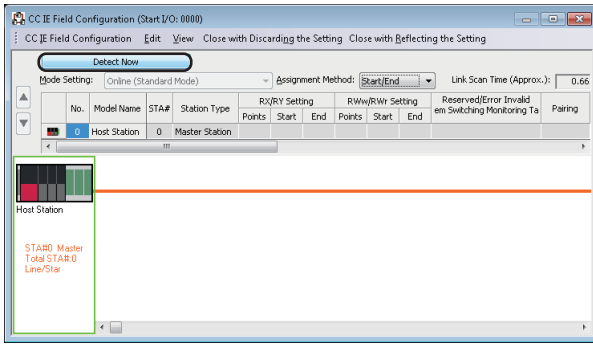 CC IE Field Configuration (Start I/O: 0000)
CC IE Field Configuration Edit View Close with Discarding the Setting Close with Reflecting the Setting
Detect Now
Mode Setting: Online (Standard Mode) Assignment Method: Start/End Link Scan Time (Approx.): 0.66
No. Model Name STA# Station Type RX/RY Setting RWw/RWr Setting Reserved/Error Invalid Pairing
Points Start End Points Start End em Switching Monitoring Ta
0 Host Station 0 Master Station
Host Station
STA#0 Master
Total STA#:0
Line/Star